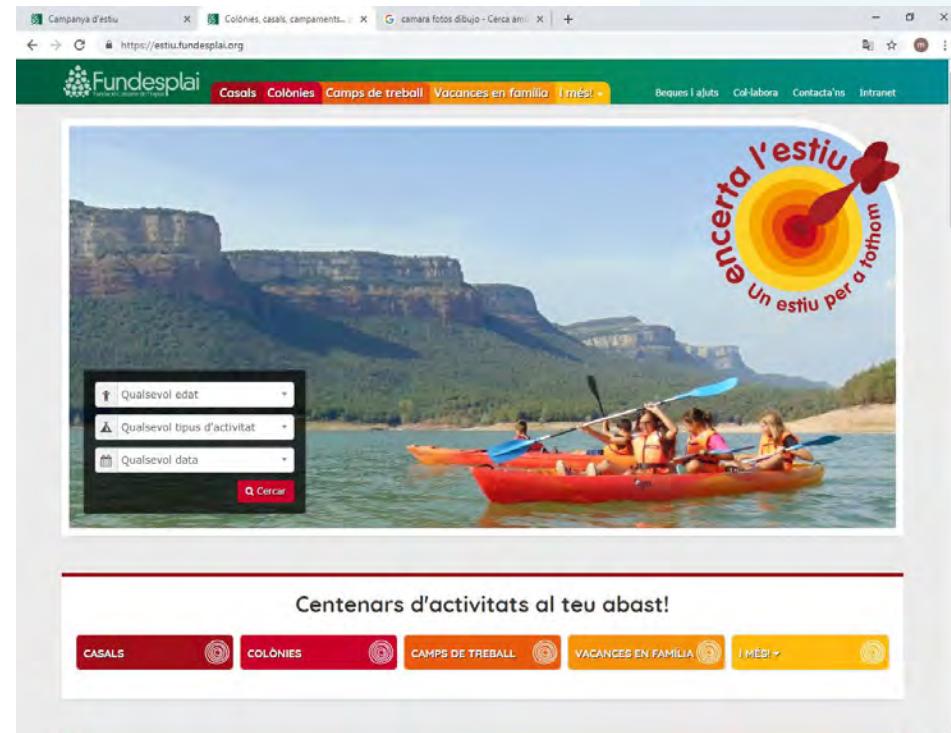 Campanya d'estiu
Colònies, casals, campaments...
camara fotos dibujo - Cerca am
https://estiu.fundesplai.org
Fundesplai
Casals Colònies Camps de treball Vacances en família I més!
Beques i ajuts Col·labora Contacta'ns Intranet
encerta l'estiu
Un estiu per a tothom
Qualsevol edat
Qualsevol tipus d'activitat
Qualsevol data
Cercar
Centenars d'activitats al teu abast!
CASALS COLÒNIES CAMPS DE TREBALL VACANCES EN FAMÍLIA I MÉS!